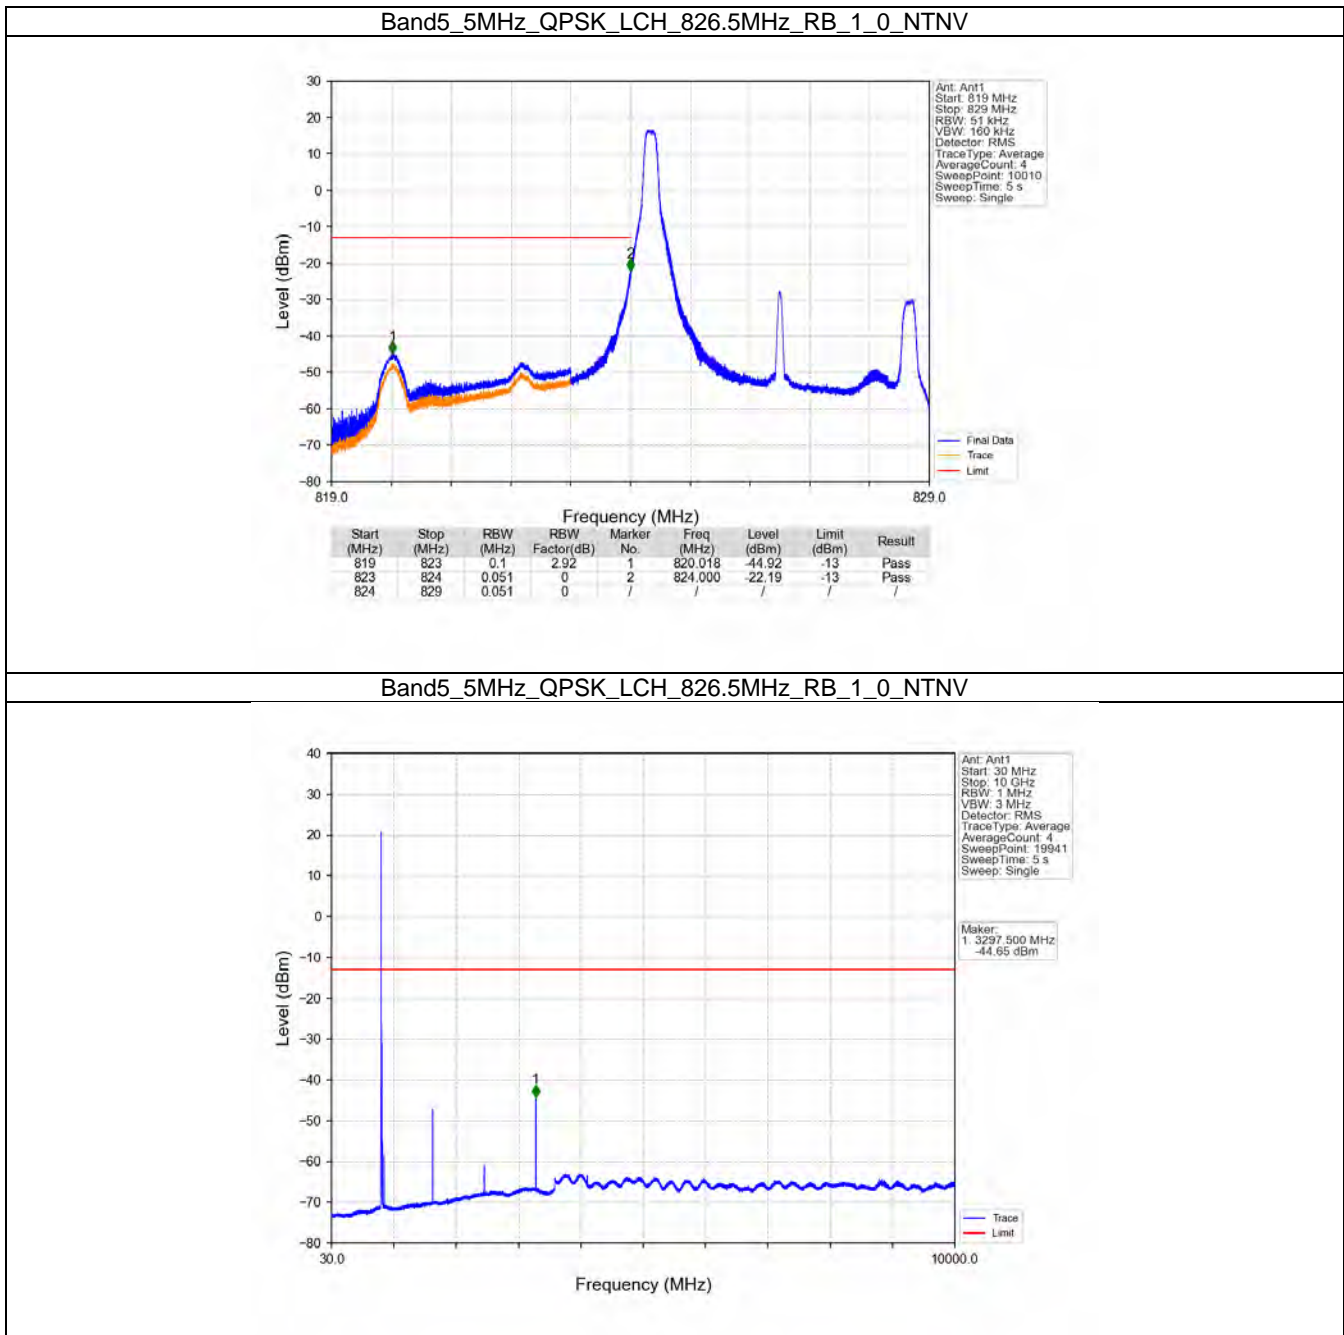 Band5_5MHz_QPSK_LCH_826.5MHz_RB_1_0_NTNV
30
20
10
0
−10
−20
−30
−40
−50
−60
−70
−80
Level (dBm)
1
2
819.0
829.0
Frequency (MHz)
Ant: Ant1
Start: 819 MHz
Stop: 829 MHz
RBW: 51 kHz
VBW: 160 kHz
Detector: RMS
TraceType: Average
AverageCount: 4
SweepPoint: 10010
SweepTime: 5 s
Sweep: Single
Final Data
Trace
Limit
Start (MHz) Stop (MHz) RBW (MHz) RBW Factor(dB) Marker No. Freq (MHz) Level (dBm) Limit (dBm) Result
819 823 0.1 2.92 1 820.018 -44.92 -13 Pass
823 824 0.051 0 2 824.000 -22.19 -13 Pass
824 829 0.051 0 / / / / /
Band5_5MHz_QPSK_LCH_826.5MHz_RB_1_0_NTNV
40
30
20
10
0
−10
−20
−30
−40
−50
−60
−70
−80
Level (dBm)
1
30.0
10000.0
Frequency (MHz)
Ant: Ant1
Start: 30 MHz
Stop: 10 GHz
RBW: 1 MHz
VBW: 3 MHz
Detector: RMS
TraceType: Average
AverageCount: 4
SweepPoint: 19941
SweepTime: 5 s
Sweep: Single
Maker:
1. 3297.500 MHz
-44.65 dBm
Trace
Limit